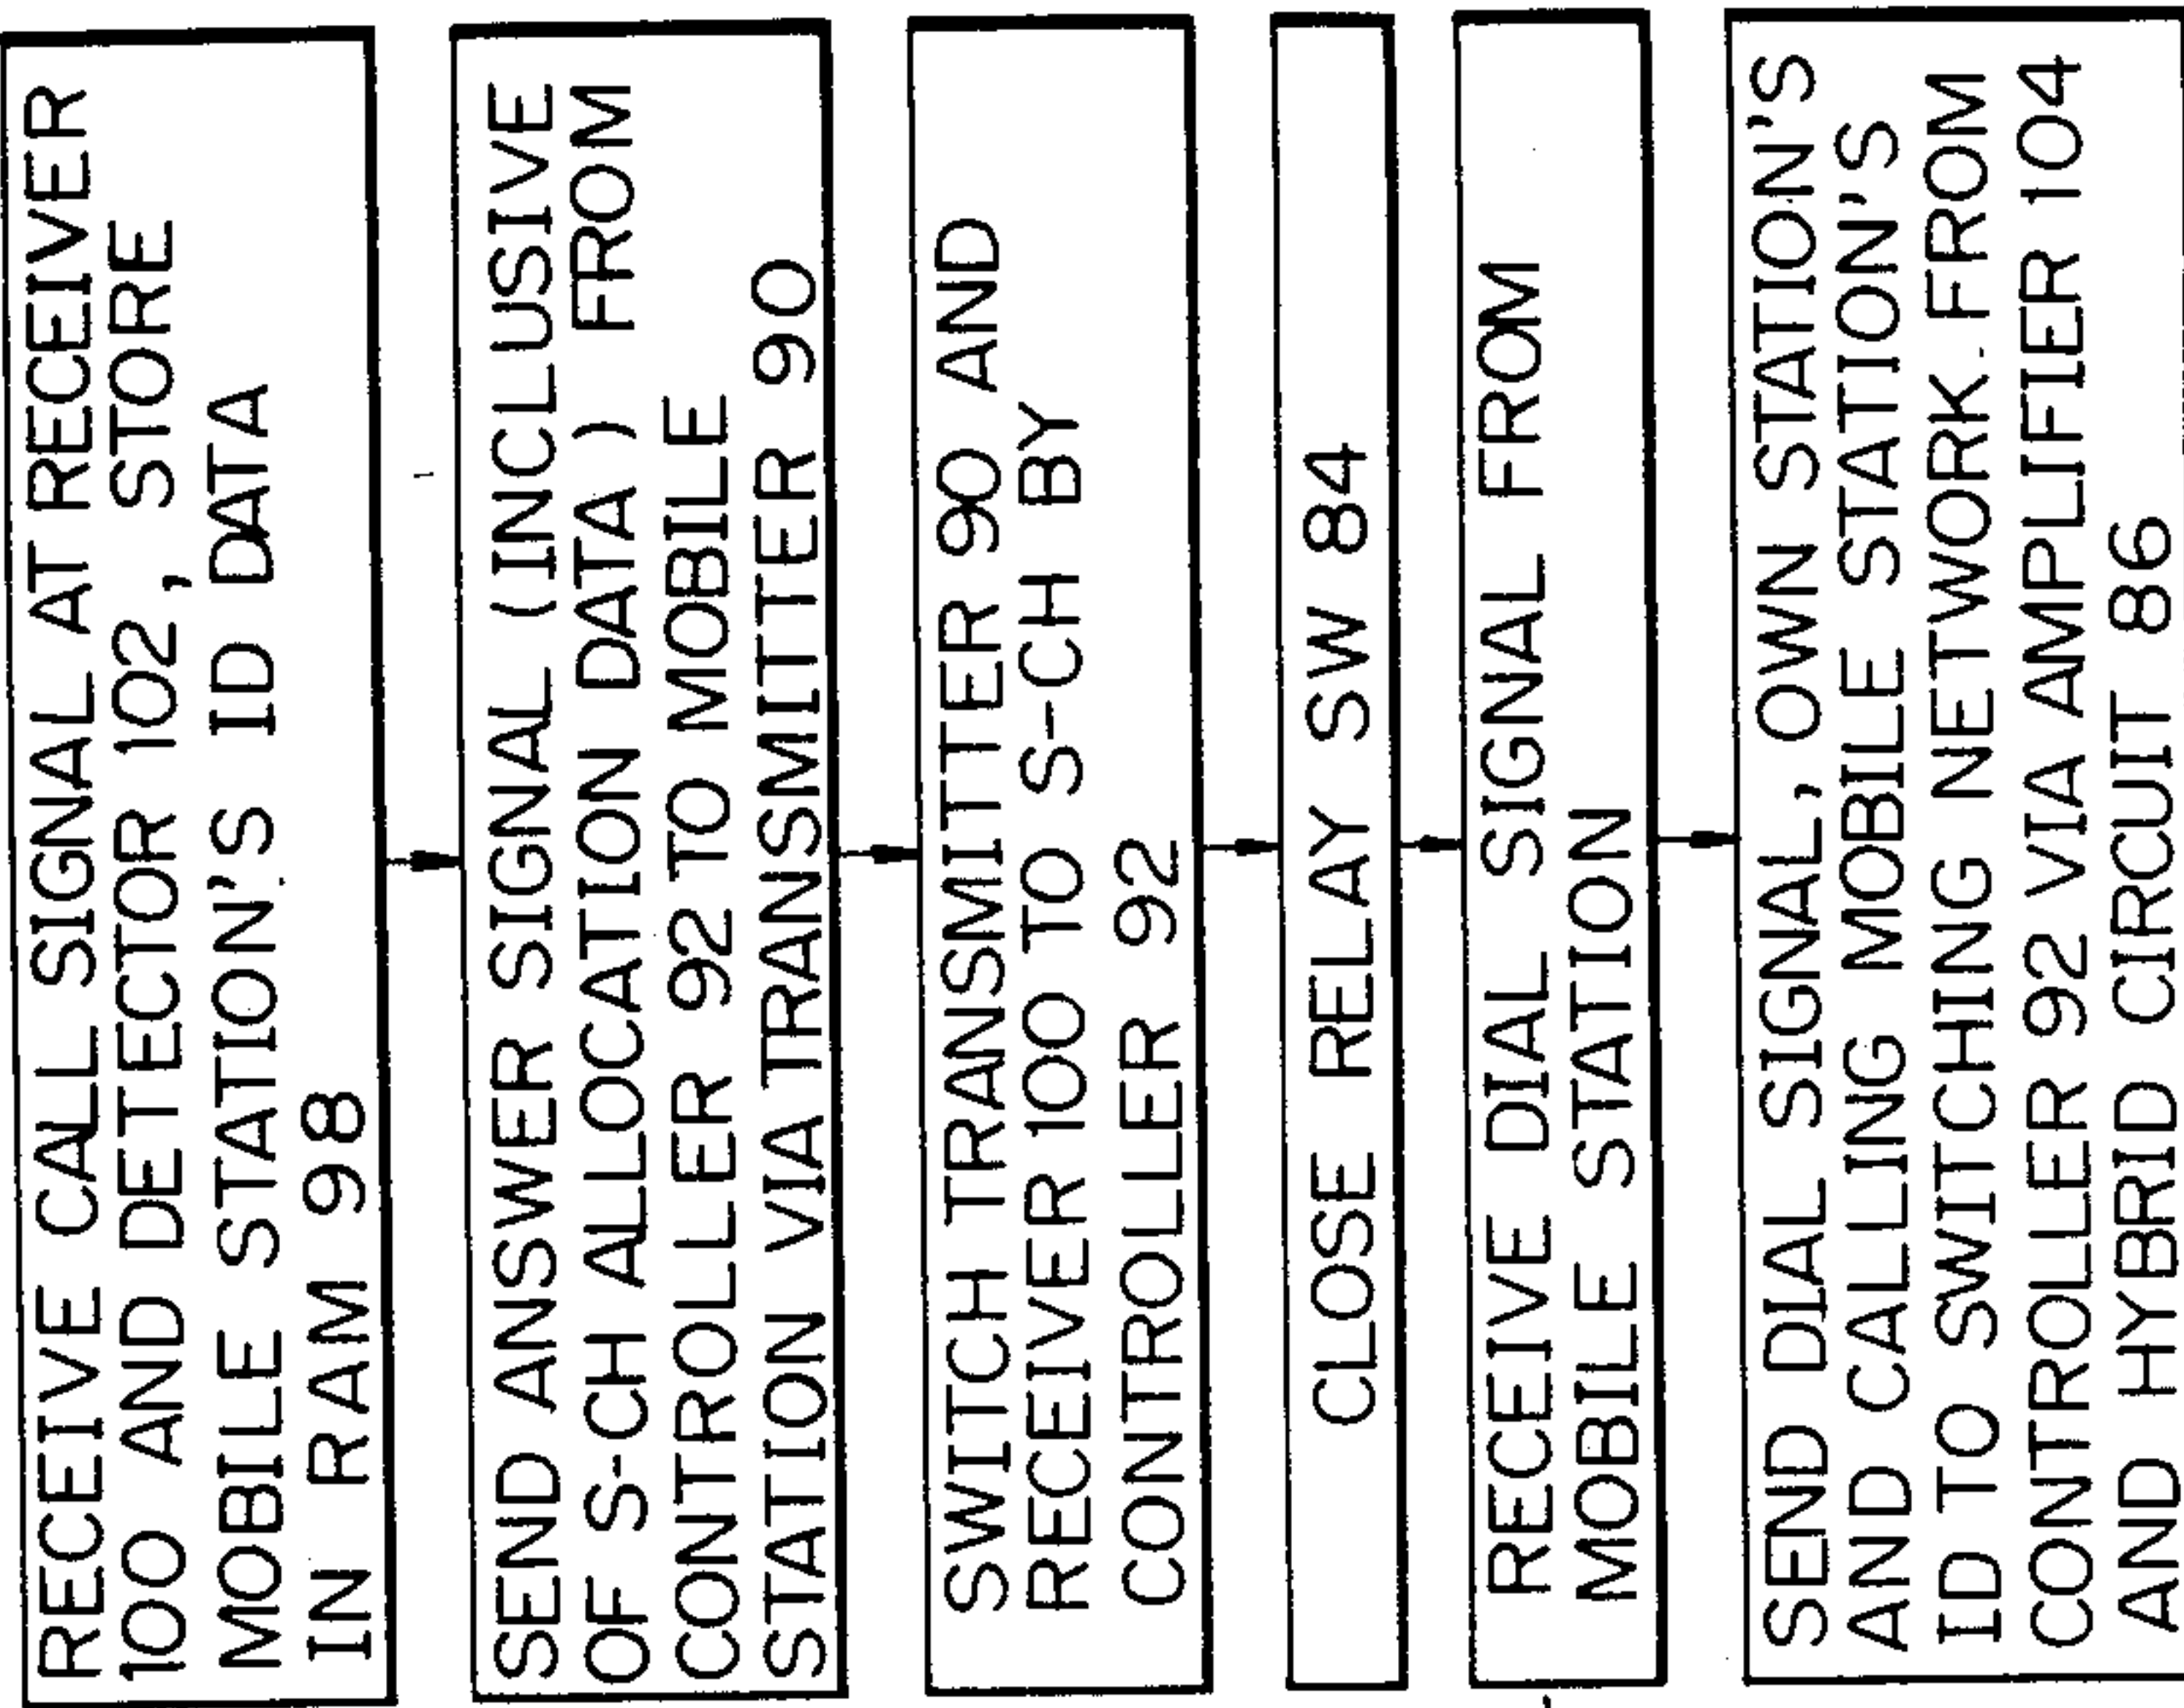 RECEIVE CALL SIGNAL AT RECEIVER
100 AND DETECTOR 102, STORE
MOBILE STATION'S ID DATA
IN RAM 98
SEND ANSWER SIGNAL (INCLUSIVE
OF S-CH ALLOCATION DATA) FROM
CONTROLLER 92 TO MOBILE
STATION VIA TRANSMITTER 90
SWITCH TRANSMITTER 90 AND
RECEIVER 100 TO S-CH BY
CONTROLLER 92
CLOSE RELAY SW 84
RECEIVE DIAL SIGNAL FROM
MOBILE STATION
SEND DIAL SIGNAL, OWN STATION'S
AND CALLING MOBILE STATION'S
ID TO SWITCHING NETWORK FROM
CONTROLLER 92 VIA AMPLIFIER 104
AND HYBRID CIRCUIT 86